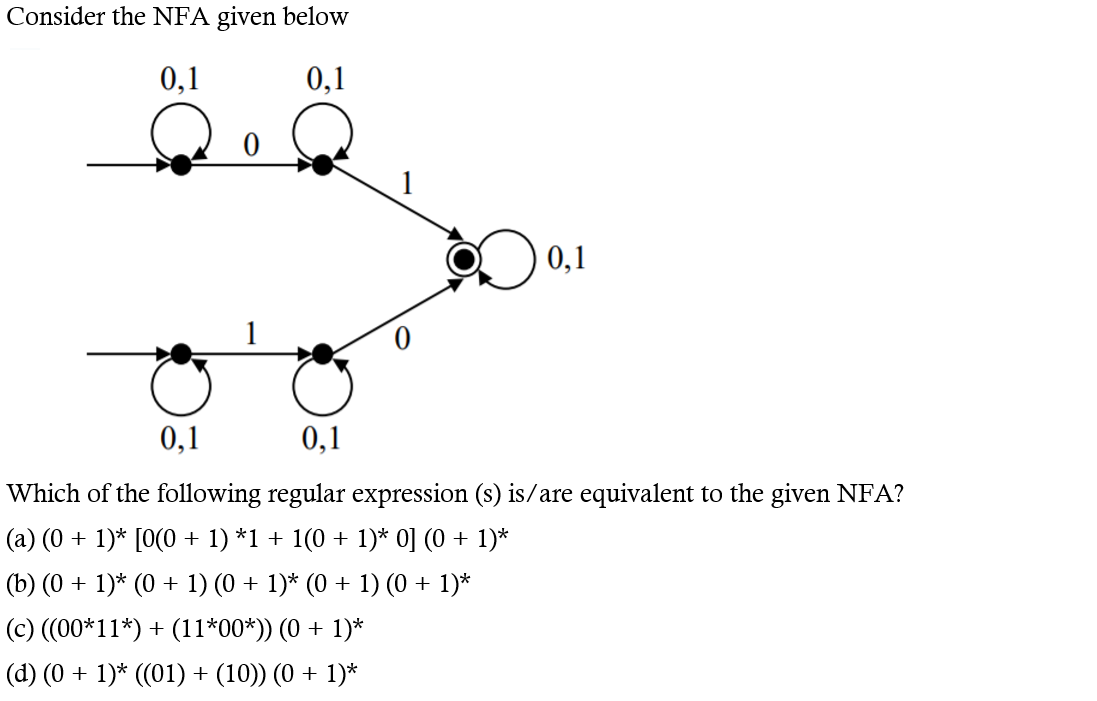 Consider the NFA given below
0,1 0,1
0
1
0,1
1
0
0,1 0,1
Which of the following regular expression (s) is/are equivalent to the given NFA?
(a) (0 + 1)* [0(0 + 1) *1 + 1(0 + 1)* 0] (0 + 1)*
(b) (0 + 1)* (0 + 1) (0 + 1)* (0 + 1) (0 + 1)*
(c) ((00*11*) + (11*00*)) (0 + 1)*
(d) (0 + 1)* ((01) + (10)) (0 + 1)*